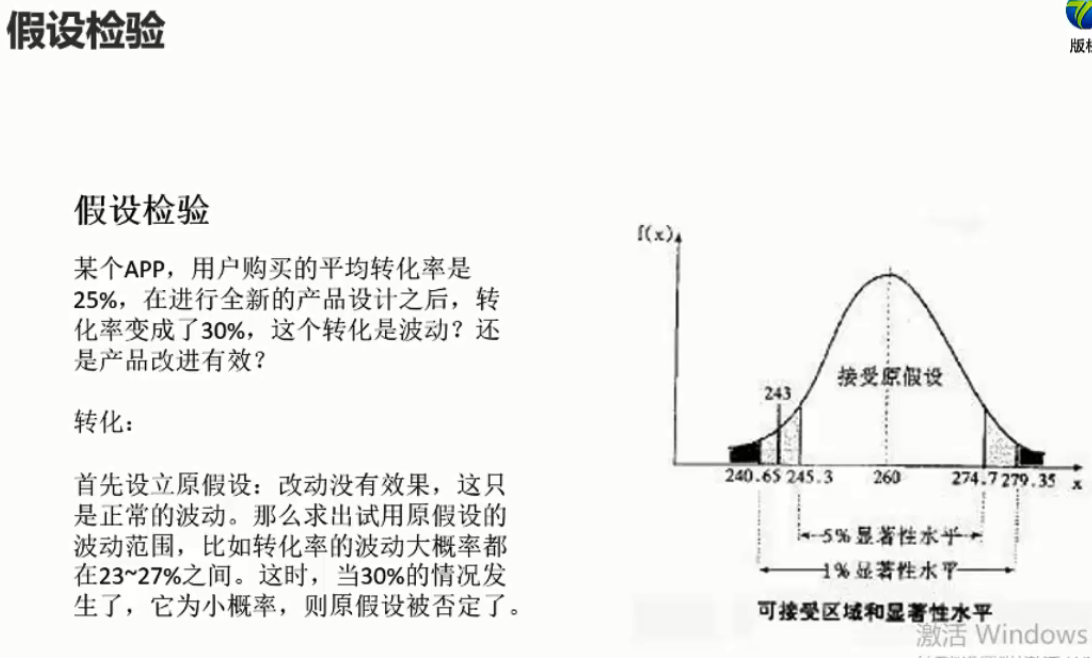 假设检验
假设检验
某个APP，用户购买的平均转化率是
25%，在进行全新的产品设计之后，转
化率变成了30%，这个转化是波动？还
是产品改进有效？
转化：
首先设立原假设：改动没有效果，这只
是正常的波动。那么求出试用原假设的
波动范围，比如转化率的波动大概率都
在23~27%之间。这时，当30%的情况发
生了，它为小概率，则原假设被否定了。
f(x)
接受原假设
243
240.65 245.3 260 274.7 279.35 x
5%显著性水平
1%显著性水平
可接受区域和显著性水平
激活 Windows